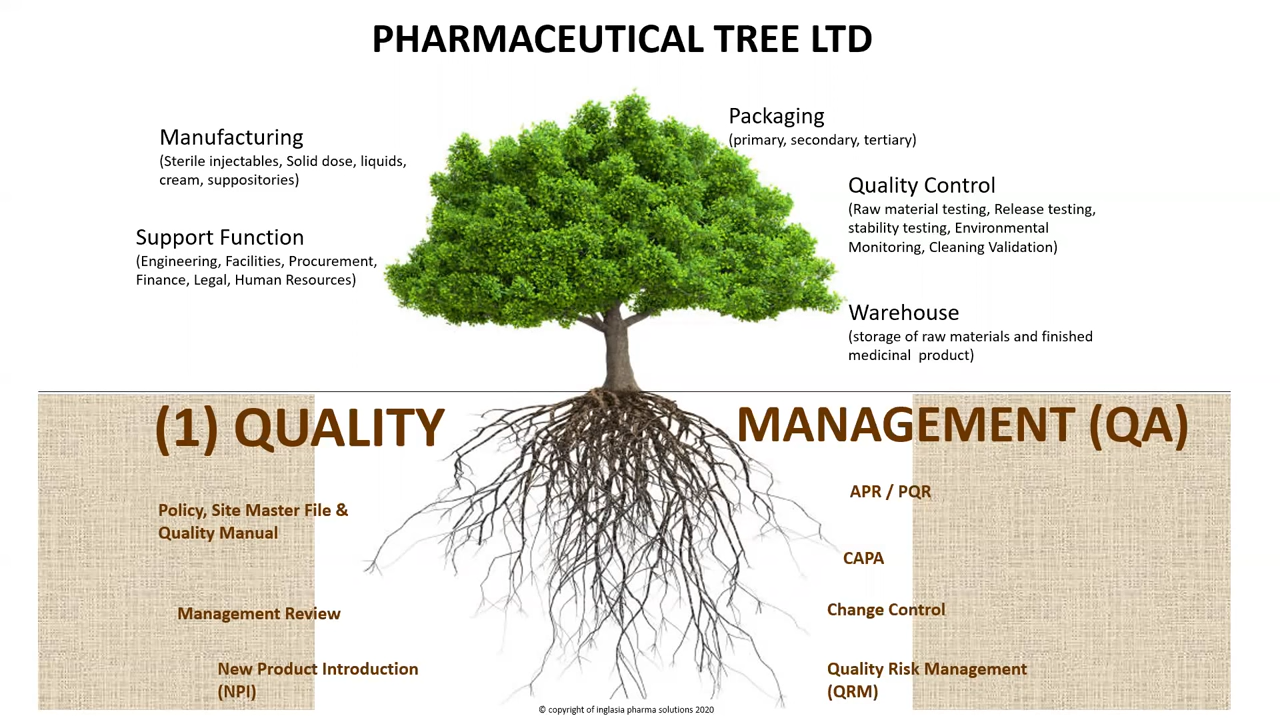 PHARMACEUTICAL TREE LTD
Manufacturing
(Sterile injectables, Solid dose, liquids,
cream, suppositories)
Support Function
(Engineering, Facilities, Procurement,
Finance, Legal, Human Resources)
Packaging
(primary, secondary, tertiary)
Quality Control
(Raw material testing, Release testing,
stability testing, Environmental
Monitoring, Cleaning Validation)
Warehouse
(storage of raw materials and finished
medicinal product)
(1) QUALITY MANAGEMENT (QA)
Policy, Site Master File &
Quality Manual
Management Review
New Product Introduction
(NPI)
APR / PQR
CAPA
Change Control
Quality Risk Management
(QRM)
© copyright of inglasia pharma solutions 2020